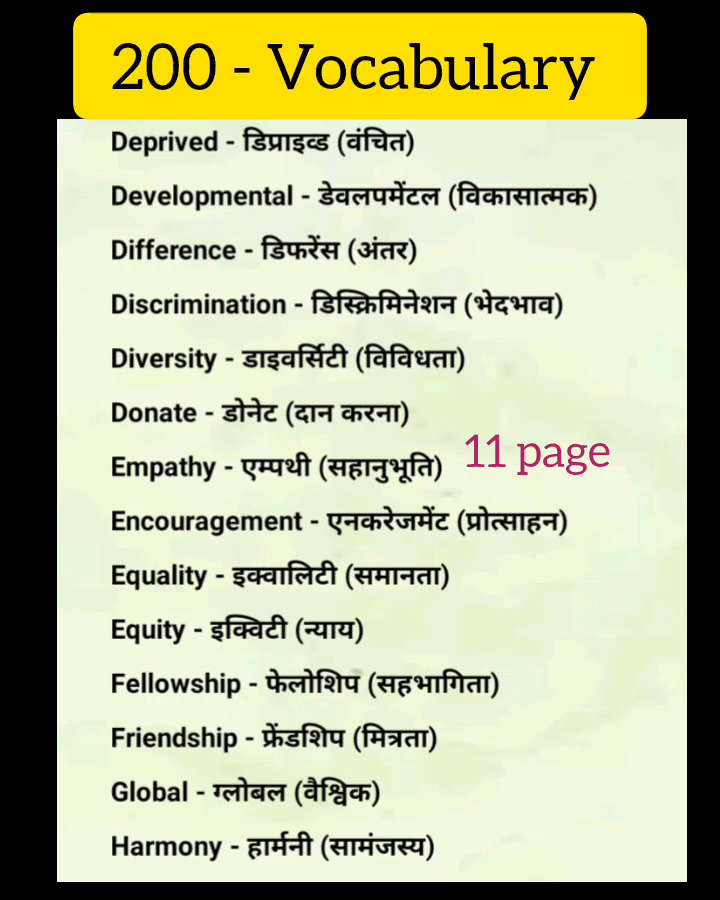 200 - Vocabulary
Deprived - डिप्राइव्ड (वंचित)
Developmental - डेवलपमेंटल (विकासात्मक)
Difference - डिफरेंस (अंतर)
Discrimination - डिस्क्रिमिनेशन (भेदभाव)
Diversity - डाइवर्सिटी (विविधता)
Donate - डोनेट (दान करना)
11 page
Empathy - एम्पथी (सहानुभूति)
Encouragement - एनकरेजमेंट (प्रोत्साहन)
Equality - इक्वालिटी (समानता)
Equity - इक्विटी (न्याय)
Fellowship - फेलोशिप (सहभागिता)
Friendship - फ्रेंडशिप (मित्रता)
Global - ग्लोबल (वैश्विक)
Harmony - हार्मनी (सामंजस्य)